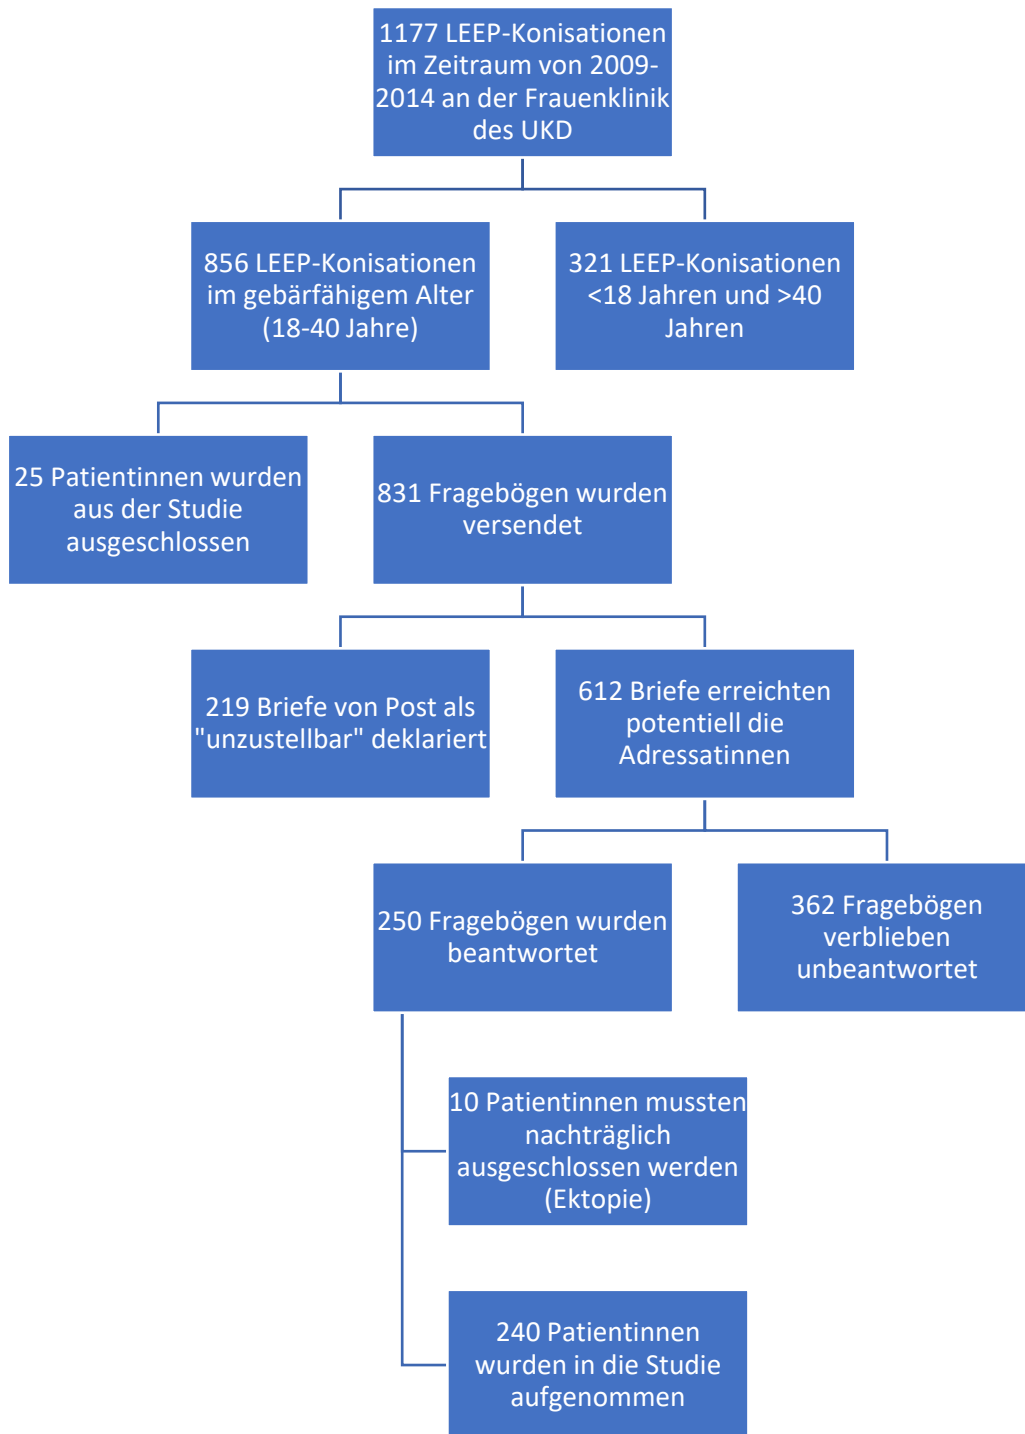 1177 LEEP-Konisationen
im Zeitraum von 2009-
2014 an der Frauenklinik
des UKD
856 LEEP-Konisationen
im gebärfähigem Alter
(18-40 Jahre)
321 LEEP-Konisationen
<18 Jahren und >40
Jahren
25 Patientinnen wurden
aus der Studie
ausgeschlossen
831 Fragebögen wurden
versendet
219 Briefe von Post als
"unzustellbar" deklariert
612 Briefe erreichten
potentiell die
Adressatinnen
250 Fragebögen wurden
beantwortet
362 Fragebögen
verblieben
unbeantwortet
10 Patientinnen mussten
nachträglich
ausgeschlossen werden
(Ektopie)
240 Patientinnen
wurden in die Studie
aufgenommen